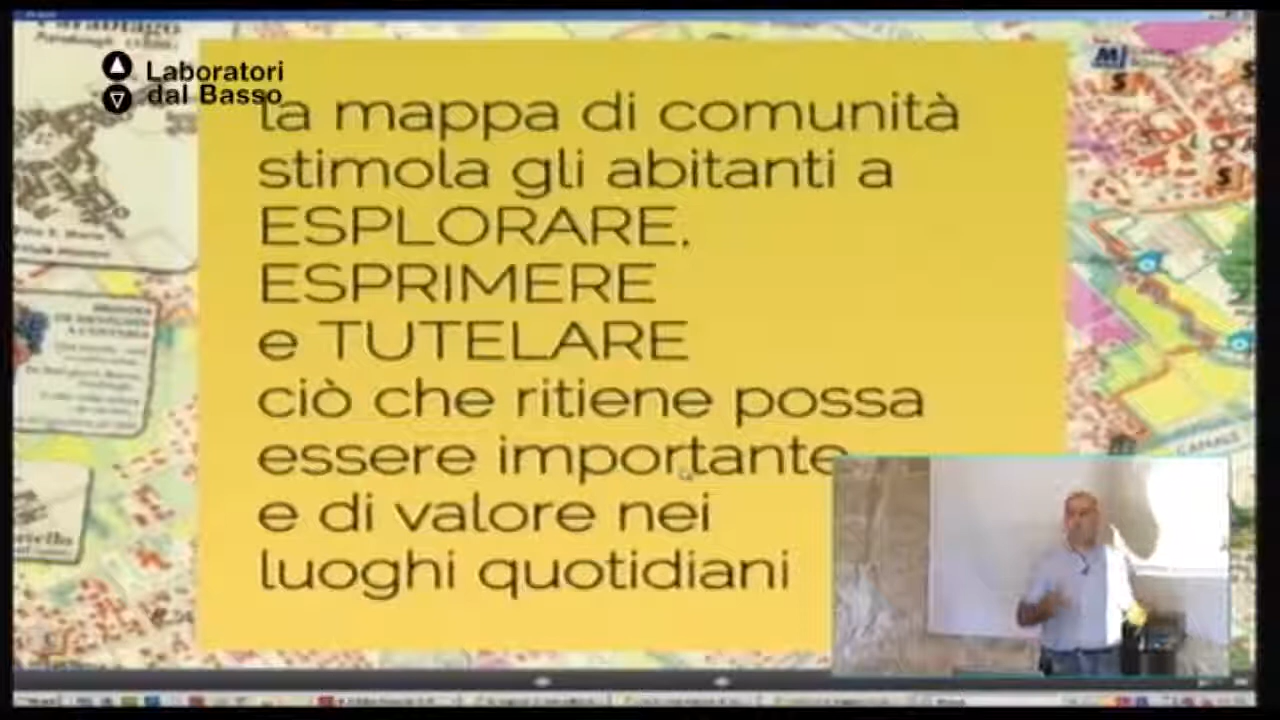 Laboratori
dal Basso
la mappa di comunità
stimola gli abitanti a
ESPLORARE,
ESPRIMERE
e TUTELARE
ciò che ritiene possa
essere importante
e di valore nei
luoghi quotidiani
CANALE